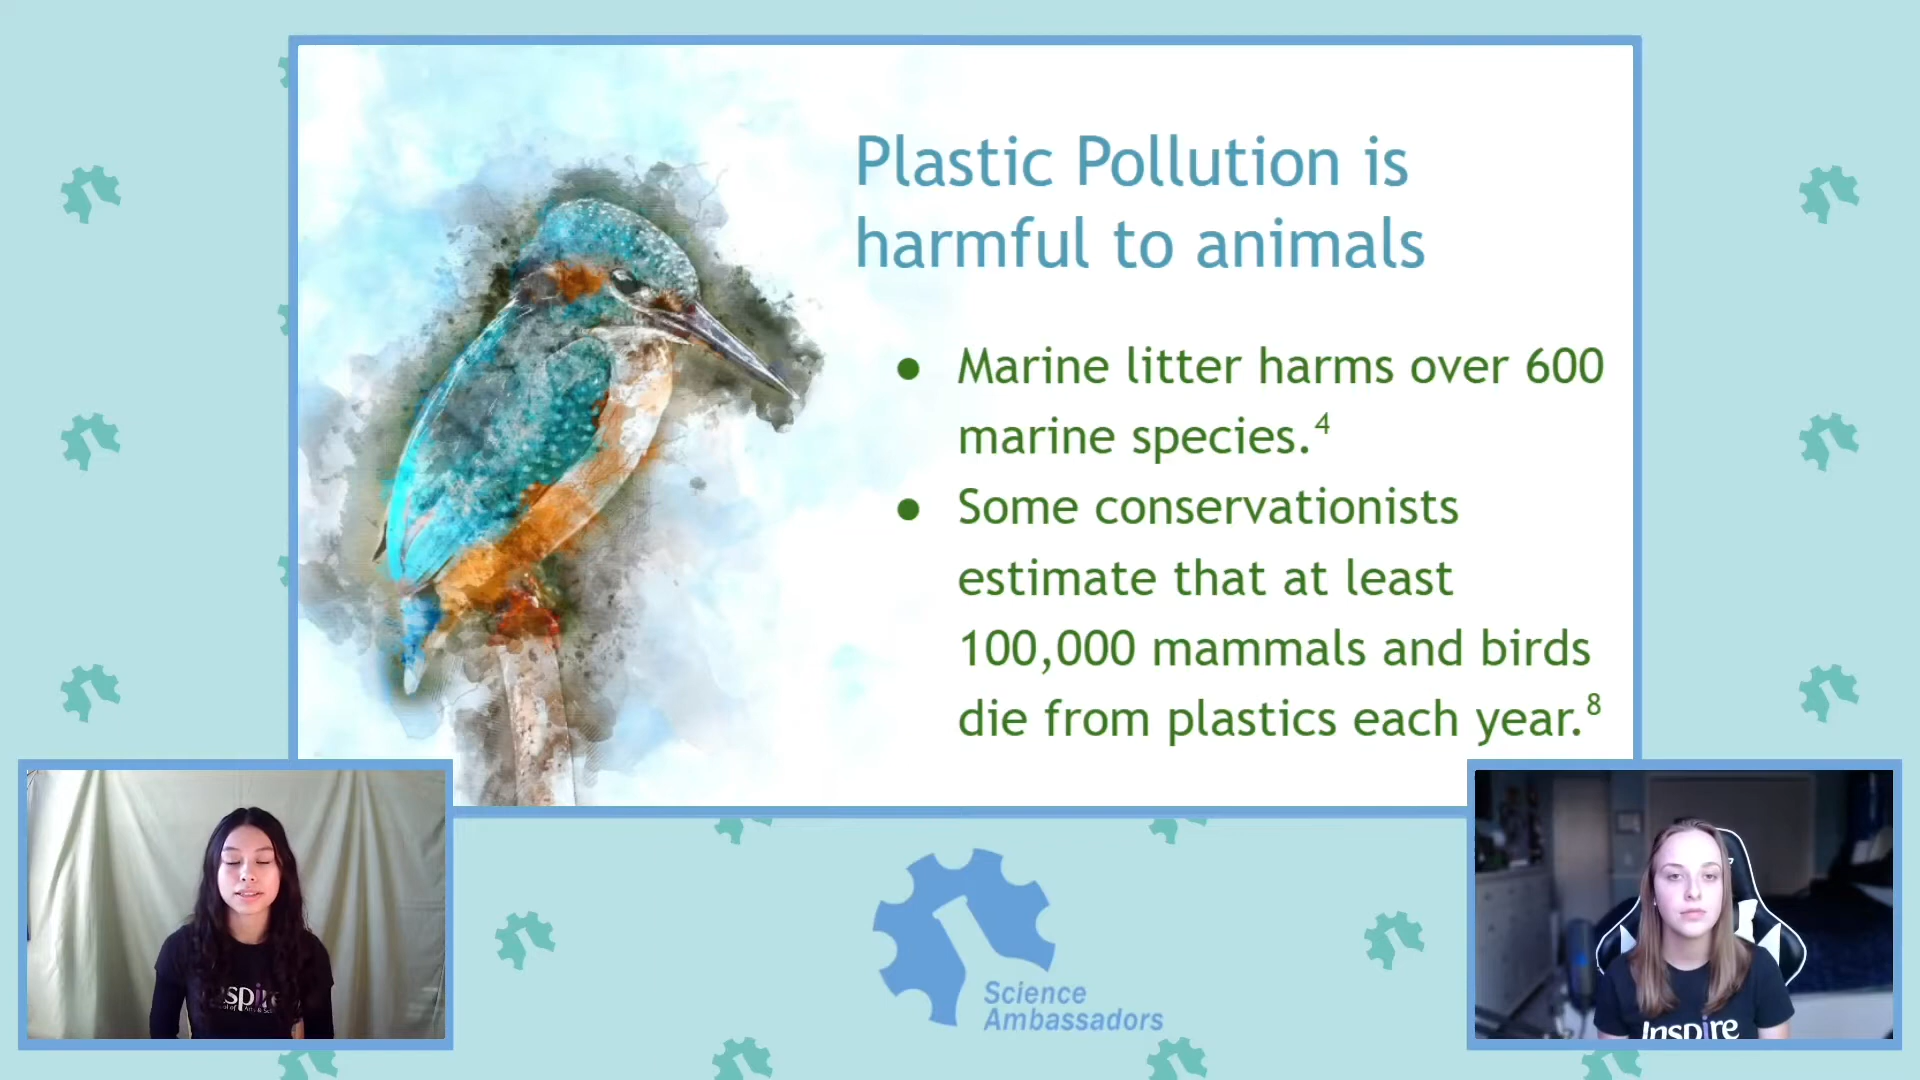 Plastic Pollution is
harmful to animals
● Marine litter harms over 600
marine species.⁴
● Some conservationists
estimate that at least
100,000 mammals and birds
die from plastics each year.⁸
Science
Ambassadors
Inspire